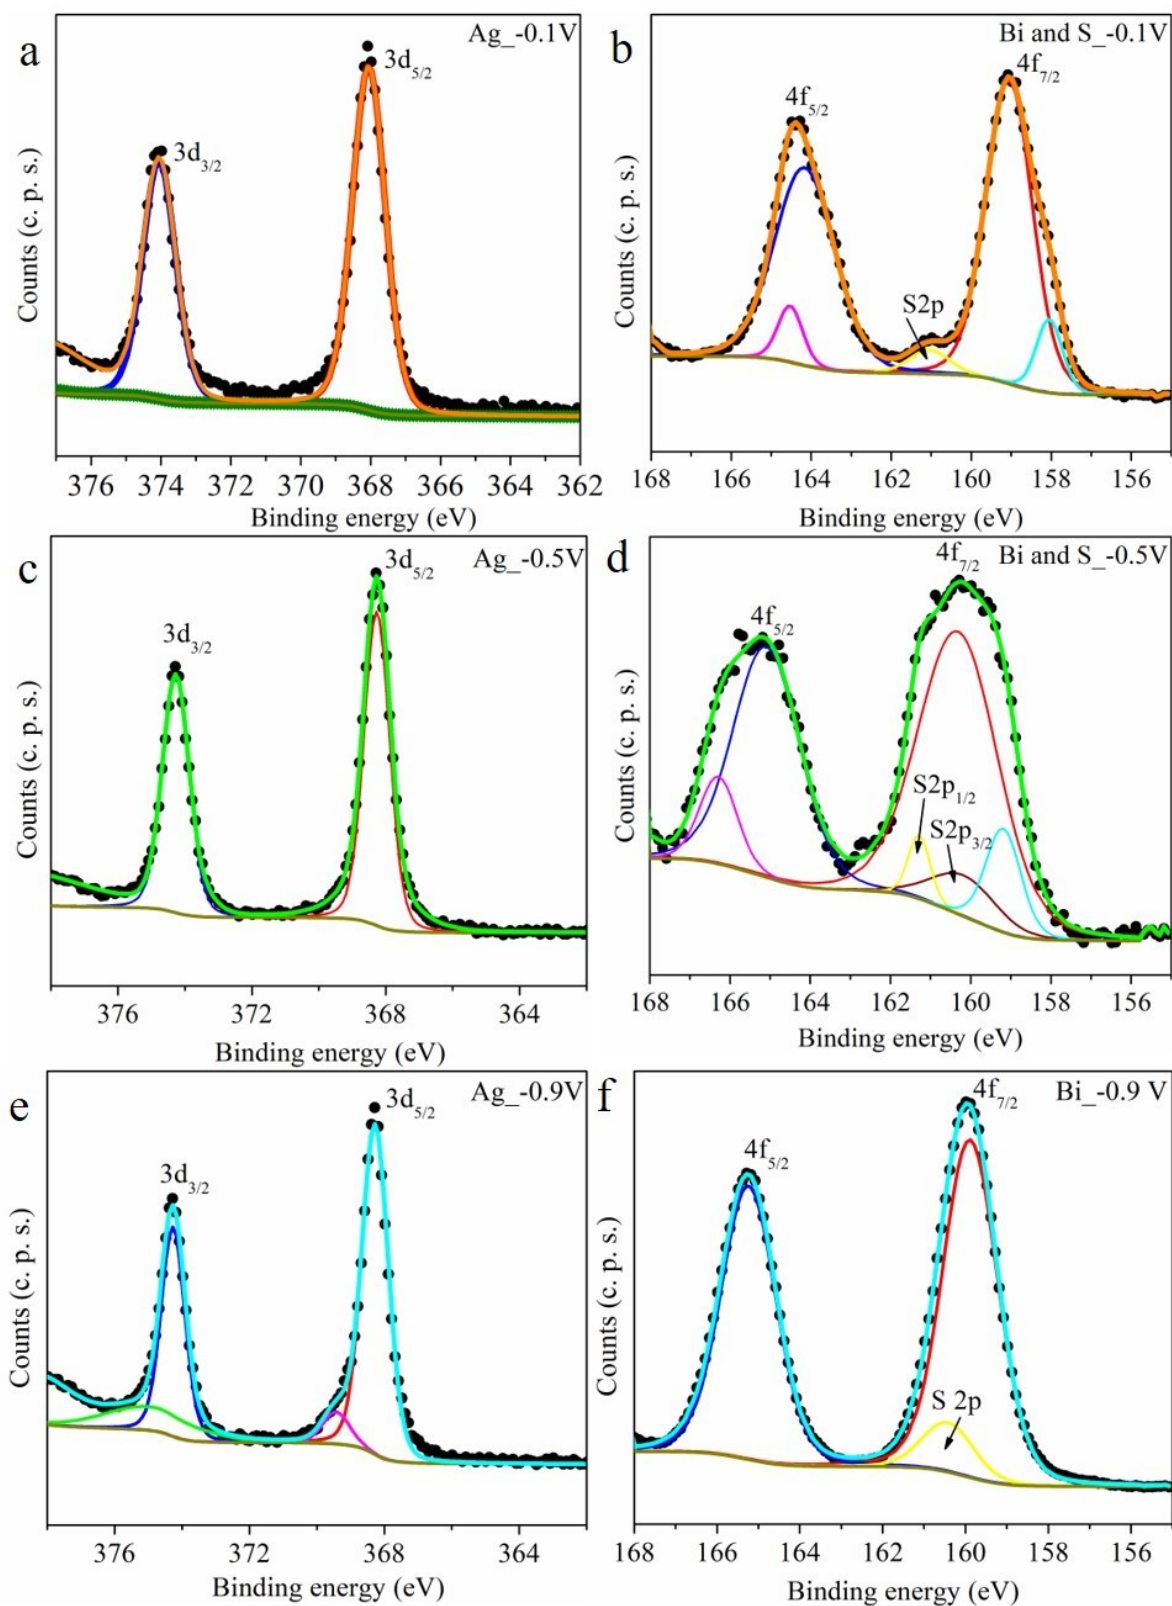 a
Ag_-0.1V
3d5/2
3d3/2
Counts (c. p. s.)
376 374 372 370 368 366 364 362
Binding energy (eV)
b
Bi and S_-0.1V
4f7/2
4f5/2
S2p
Counts (c. p. s.)
168 166 164 162 160 158 156
Binding energy (eV)
c
Ag_-0.5V
3d5/2
3d3/2
Counts (c. p. s.)
376 372 368 364
Binding energy (eV)
d
Bi and S_-0.5V
4f7/2
4f5/2
S2p1/2
S2p3/2
Counts (c. p. s.)
168 166 164 162 160 158 156
Binding energy (eV)
e
Ag_-0.9V
3d5/2
3d3/2
Counts (c. p. s.)
376 372 368 364
Binding energy (eV)
f
Bi_-0.9 V
4f7/2
4f5/2
S 2p
Counts (c. p. s.)
168 166 164 162 160 158 156
Binding energy (eV)